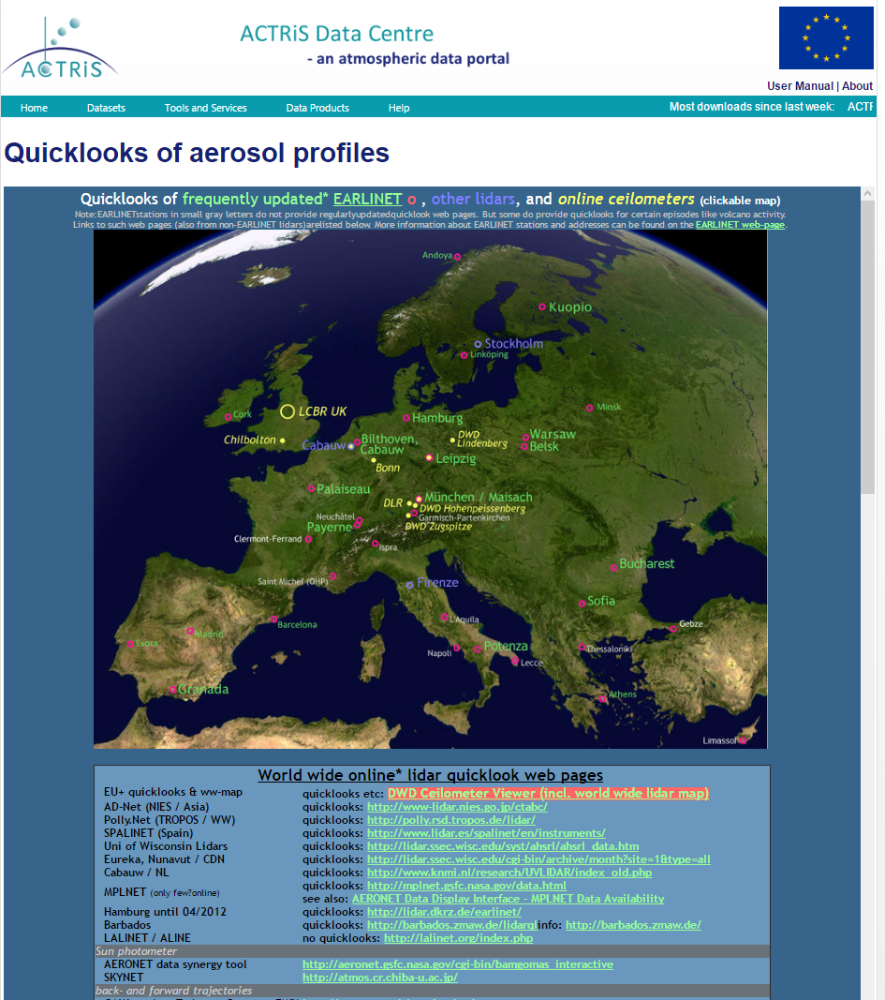 ACTRiS
ACTRiS Data Centre
- an atmospheric data portal
User Manual | About
Home Datasets Tools and Services Data Products Help Most downloads since last week: ACTF
Quicklooks of aerosol profiles
Quicklooks of frequently updated* EARLINET o , other lidars, and online ceilometers (clickable map)
Note:EARLINETstations in small gray letters do not provide regularlyupdatedquicklook web pages. But some do provide quicklooks for certain episodes like volcano activity.
Links to such web pages (also from non-EARLINET lidars)arelisted below. More information about EARLINET stations and addresses can be found on the EARLINET web-page.
Andoya
Kuopio
Stockholm
Linköping
Minsk
Cork
LCBR UK
Hamburg
Chilbolton
Cabauw
Bilthoven,
Cabauw
DWD
Lindenberg
Warsaw
Belsk
Bonn
Leipzig
Palaiseau
München / Maisach
DLR
DWD Hohenpeissenberg
Neuchâtel
Garmisch-Partenkirchen
Payerne
DWD Zugspitze
Clermont-Ferrand
Ispra
Bucharest
Saint Michel (OHP)
Firenze
Sofia
L'Aquila
Gebze
Barcelona
Madrid
Evora
Potenza
Napoli
Lecce
Thessaloniki
Granada
Athens
Limassol
World wide online* lidar quicklook web pages
EU+ quicklooks & ww-map quicklooks etc: DWD Ceilometer Viewer (incl. world wide lidar map)
AD-Net (NIES / Asia) quicklooks: http://www-lidar.nies.go.jp/ctabc/
Polly.Net (TROPOS / WW) quicklooks: http://polly.rsd.tropos.de/lidar/
SPALINET (Spain) quicklooks: http://www.lidar.es/spalinet/en/instruments/
Uni of Wisconsin Lidars quicklooks: http://lidar.ssec.wisc.edu/syst/ahsrl/ahsrl_data.htm
Eureka, Nunavut / CDN quicklooks: http://lidar.ssec.wisc.edu/cgi-bin/archive/month?site=1&type=all
Cabauw / NL quicklooks: http://www.knmi.nl/research/UVLIDAR/index_old.php
MPLNET (only few?online) quicklooks: http://mplnet.gsfc.nasa.gov/data.html
see also: AERONET Data Display Interface - MPLNET Data Availability
Hamburg until 04/2012 quicklooks: http://lidar.dkrz.de/earlinet/
Barbados quicklooks: http://barbados.zmaw.de/lidarqlinfo: http://barbados.zmaw.de/
LALINET / ALINE no quicklooks: http://lalinet.org/index.php
Sun photometer
AERONET data synergy tool http://aeronet.gsfc.nasa.gov/cgi-bin/bamgomas_interactive
SKYNET http://atmos.cr.chiba-u.ac.jp/
back- and forward trajectories